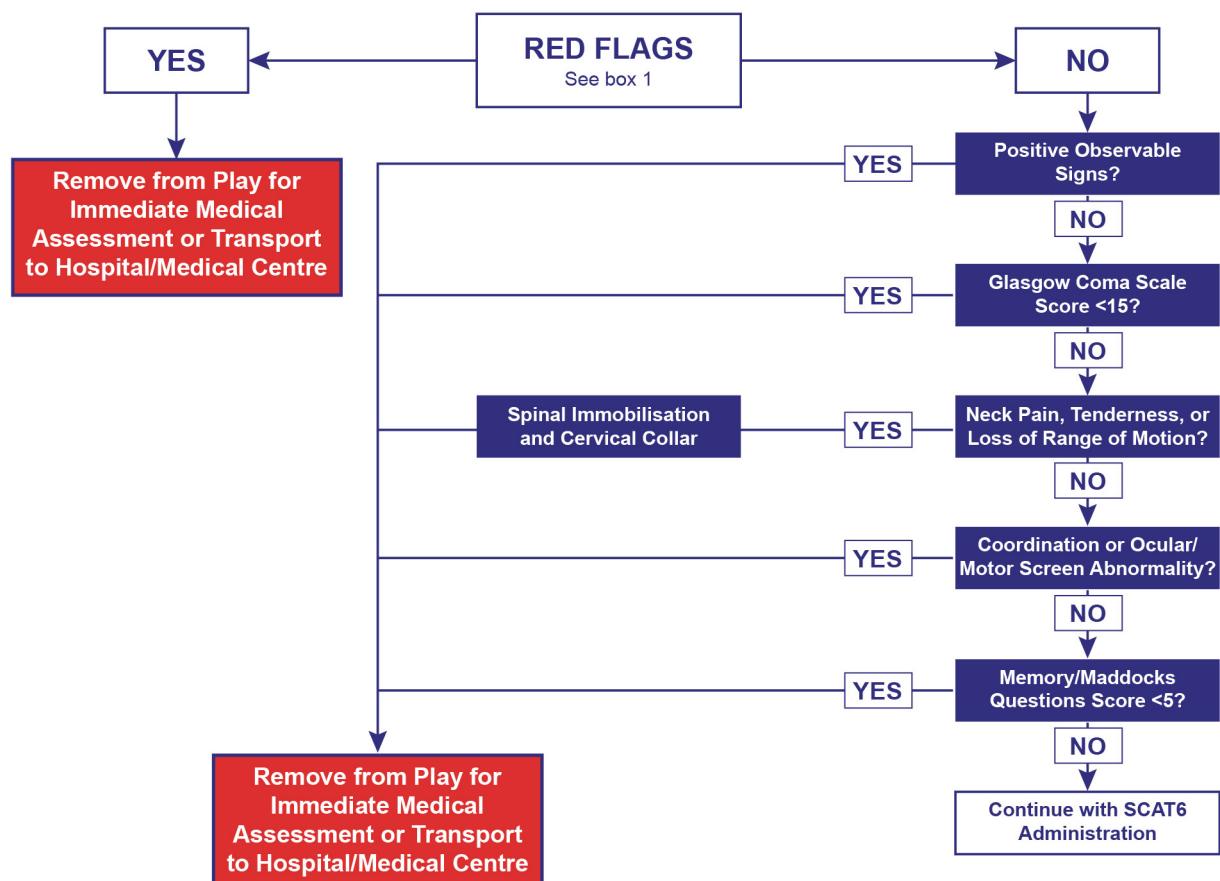 YES
RED FLAGS
See box 1
NO
Remove from Play for
Immediate Medical
Assessment or Transport
to Hospital/Medical Centre
YES
Positive Observable
Signs?
NO
YES
Glasgow Coma Scale
Score <15?
NO
Spinal Immobilisation
and Cervical Collar
YES
Neck Pain, Tenderness, or
Loss of Range of Motion?
NO
YES
Coordination or Ocular/
Motor Screen Abnormality?
NO
YES
Memory/Maddocks
Questions Score <5?
NO
Remove from Play for
Immediate Medical
Assessment or Transport
to Hospital/Medical Centre
Continue with SCAT6
Administration